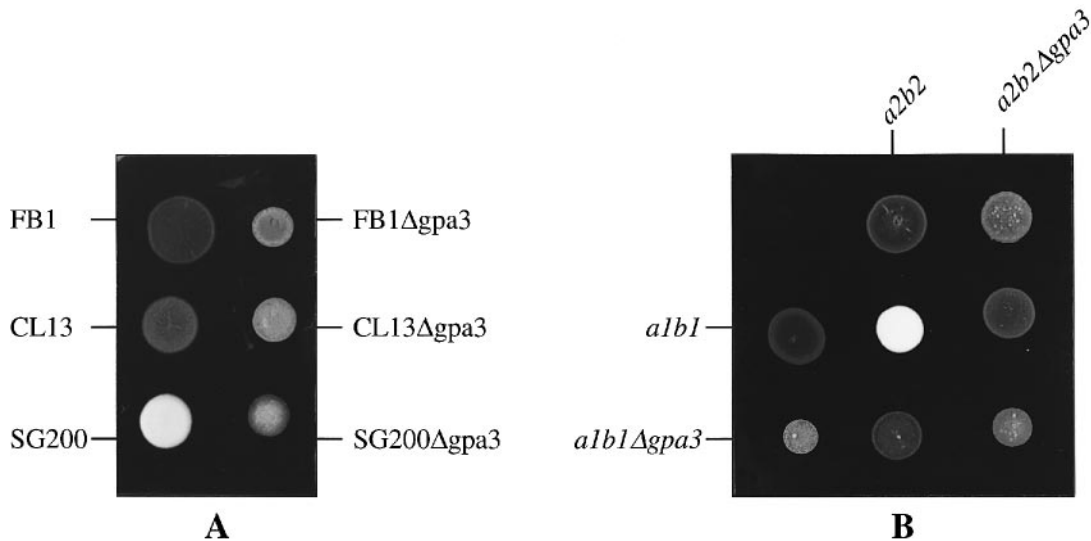 a2b2
a2b2Δgpa3
FB1
FB1Δgpa3
CL13
CL13Δgpa3
a1b1
SG200
SG200Δgpa3
a1b1Δgpa3
A
B